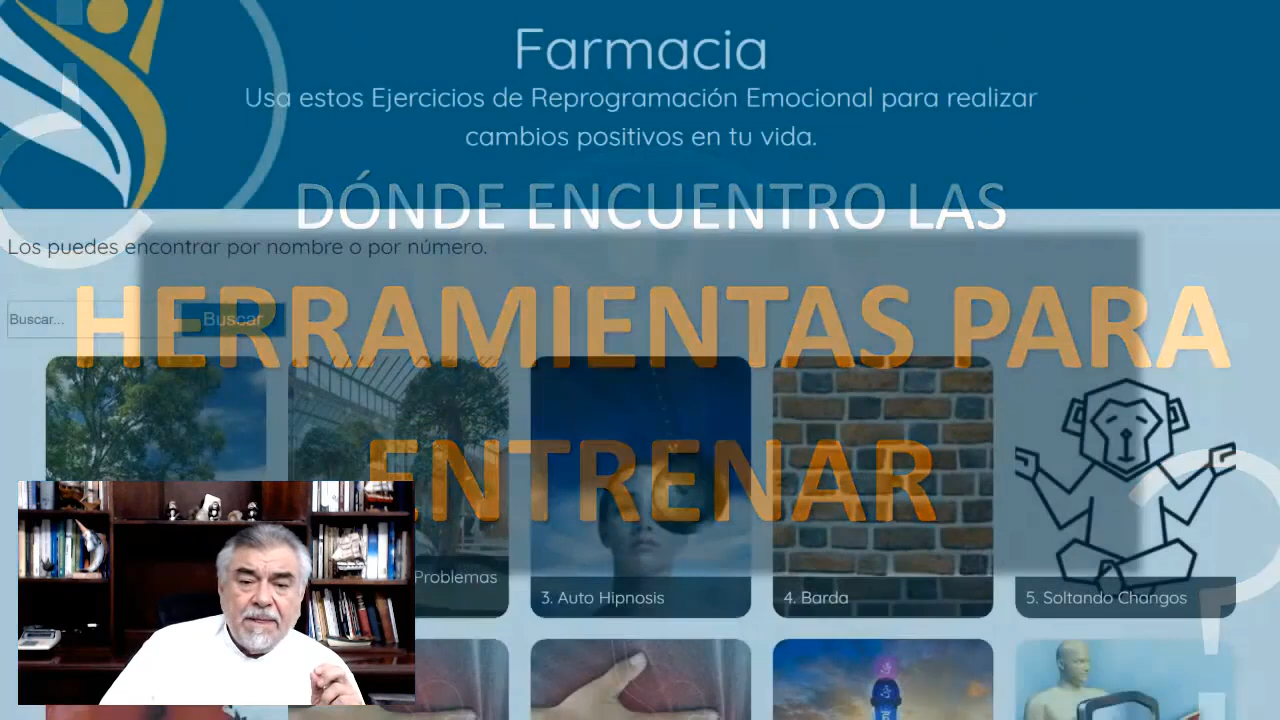 Farmacia
Usa estos Ejercicios de Reprogramación Emocional para realizar
cambios positivos en tu vida.
DÓNDE ENCUENTRO LAS
Los puedes encontrar por nombre o por número.
HERRAMIENTAS PARA
Buscar...
Buscar
ENTRENAR
Problemas
3. Auto Hipnosis
4. Barda
5. Soltando Changos